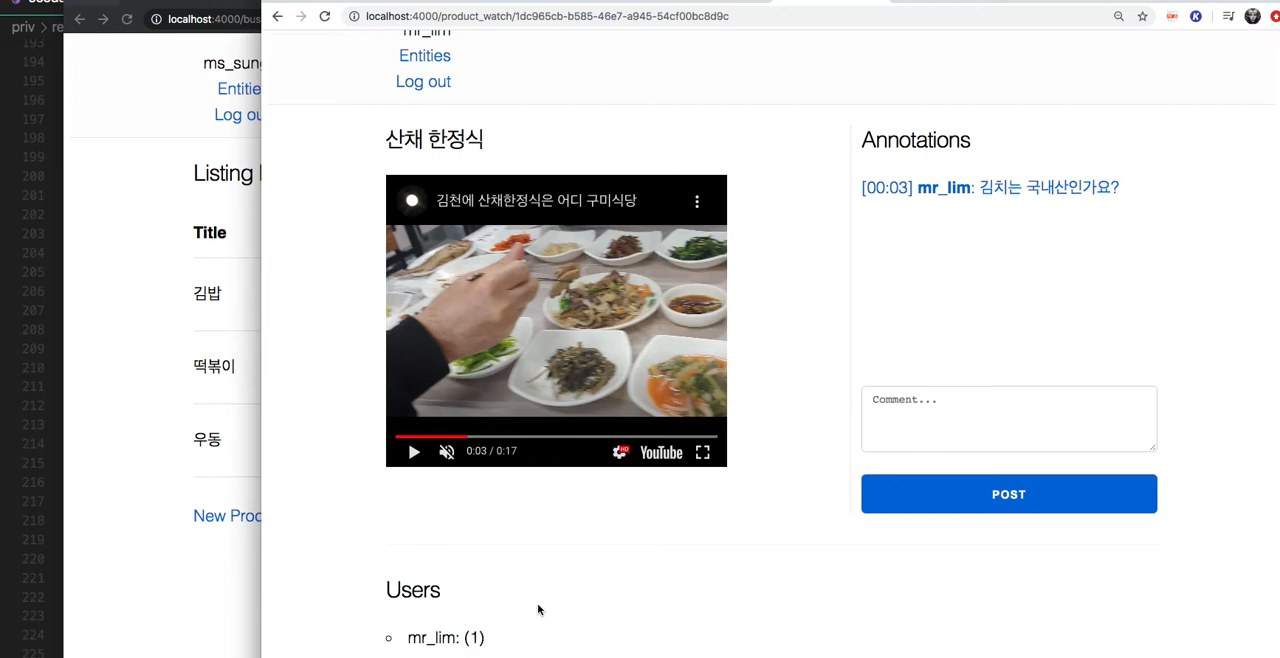 priv
re
localhost:4000/bus
localhost:4000/product_watch/1dc965cb-b585-46e7-a945-54cf00bc8d9c
193
194
195
196
197
198
199
200
201
202
203
204
205
206
207
208
209
210
211
212
213
214
215
216
217
218
219
220
221
222
223
224
225
ms_sung
Entitie
Log ou
Listing
Title
김밥
떡볶이
우동
New Proc
mr_lim
Entities
Log out
산채 한정식
김천에 산채한정식은 어디 구미식당
0:03 / 0:17
HD
YouTube
Annotations
[00:03] mr_lim: 김치는 국내산인가요?
Comment...
POST
Users
mr_lim: (1)